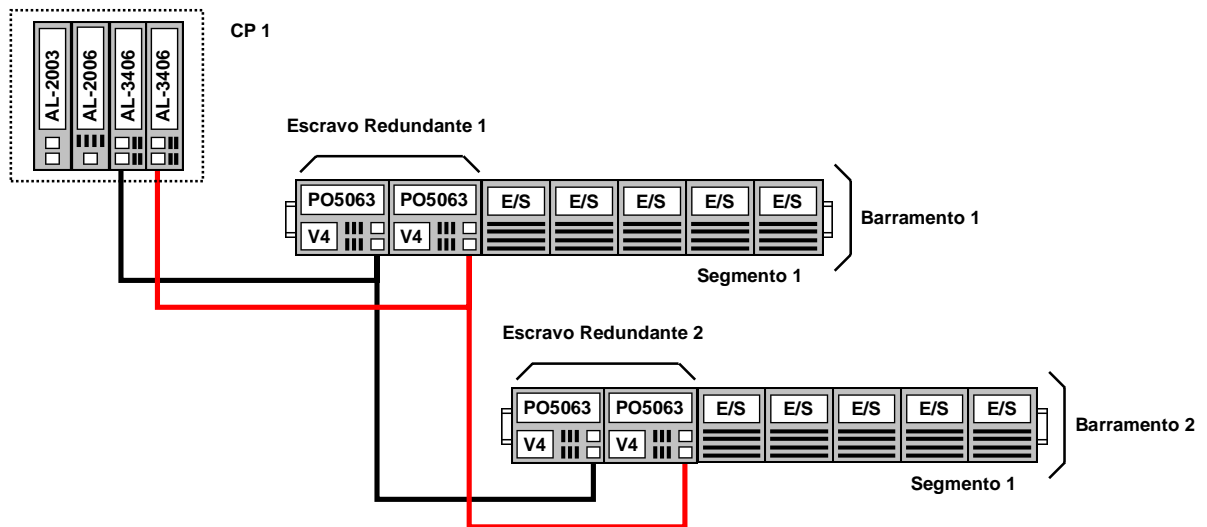 CP 1
AL-2003
AL-2006
AL-3406
AL-3406
Escravo Redundante 1
PO5063 PO5063 E/S E/S E/S E/S E/S
V4 V4
Barramento 1
Segmento 1
Escravo Redundante 2
PO5063 PO5063 E/S E/S E/S E/S E/S
V4 V4
Barramento 2
Segmento 1